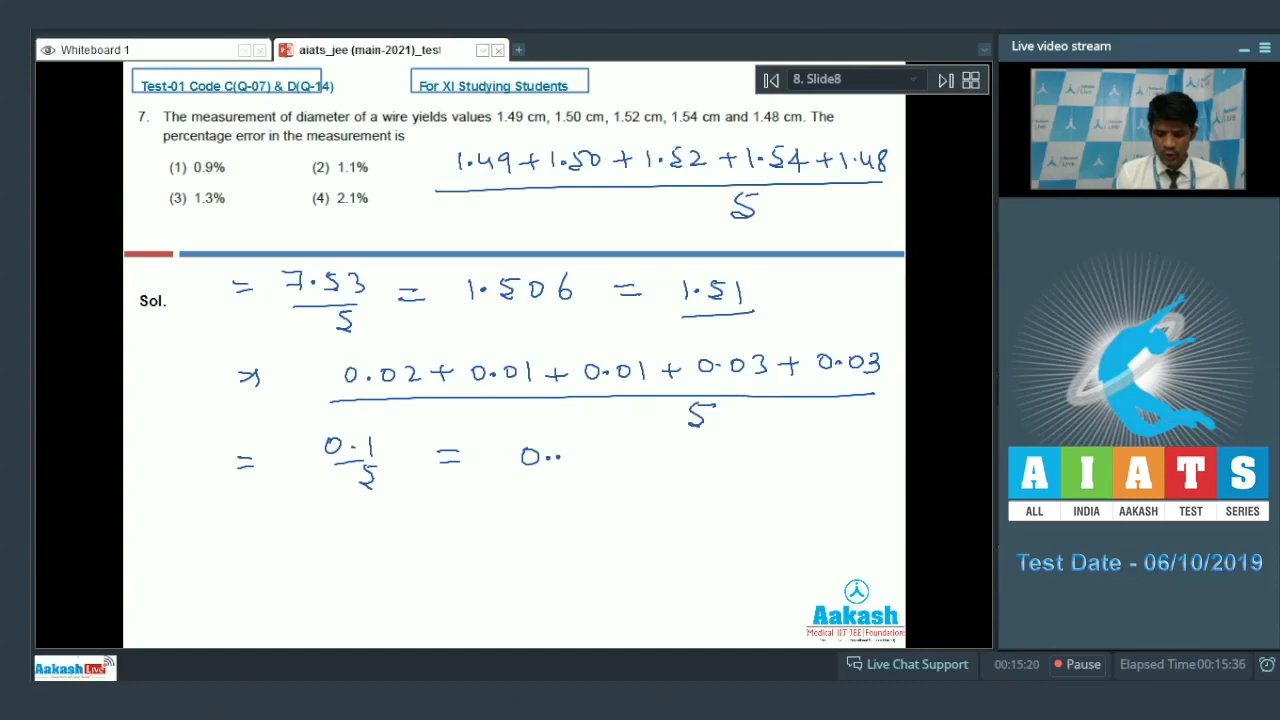 Whiteboard 1
aiats_jee (main-2021)_test
Live video stream
Test-01 Code C(Q-07) & D(Q-14)
For XI Studying Students
8. Slide8
7. The measurement of diameter of a wire yields values 1.49 cm, 1.50 cm, 1.52 cm, 1.54 cm and 1.48 cm. The
percentage error in the measurement is
(1) 0.9% (2) 1.1%
(3) 1.3% (4) 2.1%
1.49 + 1.50 + 1.52 + 1.54 + 1.48
5
Sol.
= 7.53 / 5 = 1.506 = 1.51
⇒ 0.02 + 0.01 + 0.01 + 0.03 + 0.03
5
= 0.1 / 5 = 0..
A I A T S
ALL INDIA AAKASH TEST SERIES
Test Date - 06/10/2019
Aakash
Medical | IIT-JEE | Foundations
Aakash Live
Live Chat Support
00:15:20
Pause
Elapsed Time 00:15:36